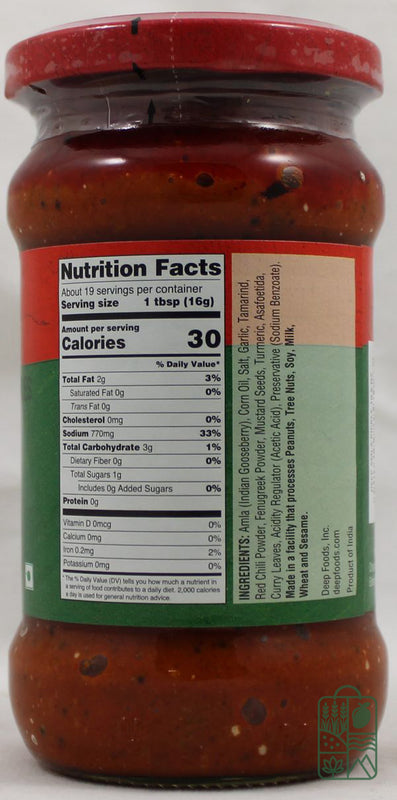 Nutrition Facts
About 19 servings per container
Serving size 1 tbsp (16g)
Amount per serving
Calories 30
% Daily Value*
Total Fat 2g 3%
Saturated Fat 0g 0%
Trans Fat 0g
Cholesterol 0mg 0%
Sodium 770mg 33%
Total Carbohydrate 3g 1%
Dietary Fiber 0g 0%
Total Sugars 1g
Includes 0g Added Sugars 0%
Protein 0g
Vitamin D 0mcg 0%
Calcium 0mg 0%
Iron 0.2mg 2%
Potassium 0mg 0%
* The % Daily Value (DV) tells you how much a nutrient in
a serving of food contributes to a daily diet. 2,000 calories
a day is used for general nutrition advice.
INGREDIENTS: Amla (Indian Gooseberry), Corn Oil, Salt, Garlic, Tamarind,
Red Chili Powder, Fenugreek Powder, Mustard Seeds, Turmeric, Asafoetida,
Curry Leaves, Acidity Regulator (Acetic Acid), Preservative (Sodium Benzoate).
Made in a facility that processes Peanuts, Tree Nuts, Soy, Milk,
Wheat and Sesame.
Deep Foods, Inc.
deepfoods.com
Product of India